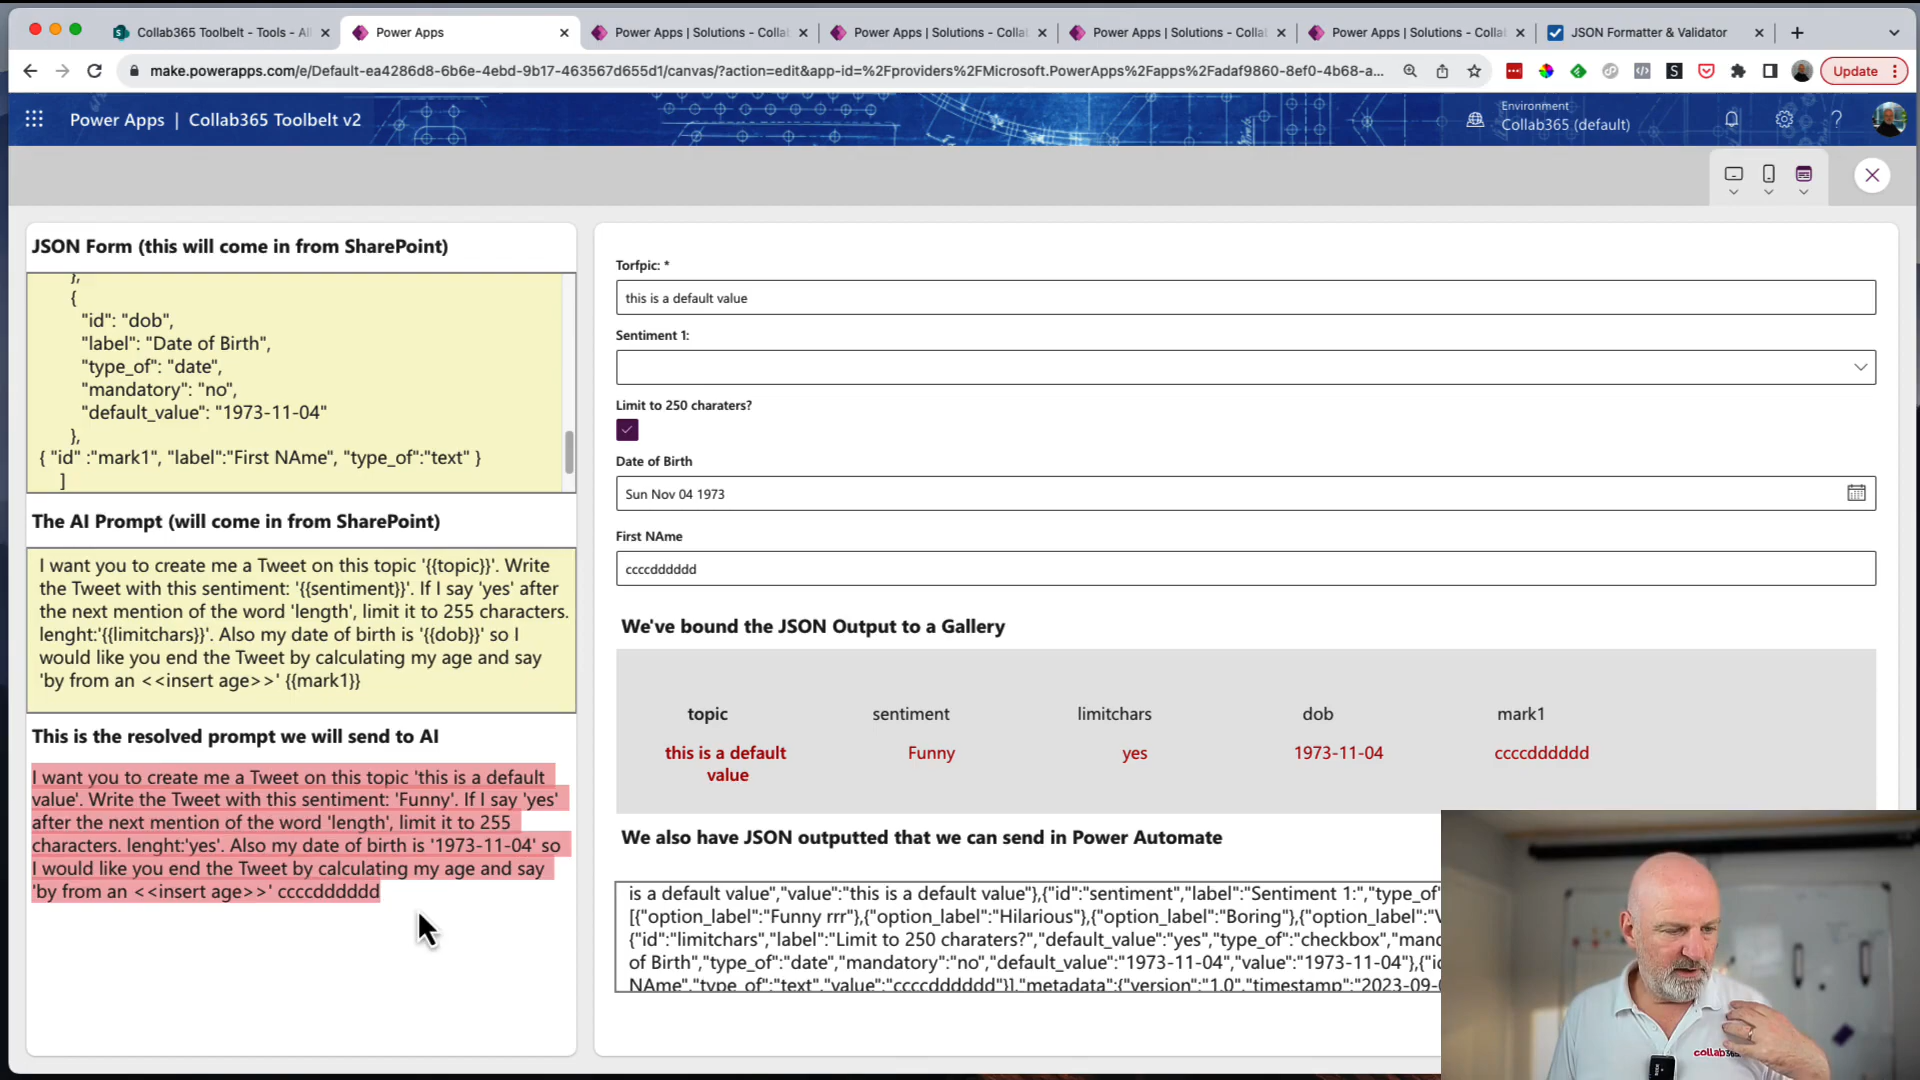 Collab365 Toolbelt - Tools - Al
Power Apps
Power Apps | Solutions - Colla
Power Apps | Solutions - Colla
Power Apps | Solutions - Colla
Power Apps | Solutions - Collab
JSON Formatter & Validator
make.powerapps.com/e/Default-ea4286d8-6b6e-4ebd-9b17-463567d655d1/canvas/?action=edit&app-id=%2Fproviders%2FMicrosoft.PowerApps%2Fapps%2Fadaf9860-8ef0-4b68-a...
Update
Power Apps | Collab365 Toolbelt v2
Environment
Collab365 (default)
JSON Form (this will come in from SharePoint)
},
{
"id": "dob",
"label": "Date of Birth",
"type_of": "date",
"mandatory": "no",
"default_value": "1973-11-04"
},
{ "id" :"mark1", "label":"First NAme", "type_of":"text" }
]
The AI Prompt (will come in from SharePoint)
I want you to create me a Tweet on this topic '{{topic}}'. Write
the Tweet with this sentiment: '{{sentiment}}'. If I say 'yes' after
the next mention of the word 'length', limit it to 255 characters.
lenght:'{{limitchars}}'. Also my date of birth is '{{dob}}' so I
would like you end the Tweet by calculating my age and say
'by from an <<insert age>>' {{mark1}}
This is the resolved prompt we will send to AI
I want you to create me a Tweet on this topic 'this is a default
value'. Write the Tweet with this sentiment: 'Funny'. If I say 'yes'
after the next mention of the word 'length', limit it to 255
characters. lenght:'yes'. Also my date of birth is '1973-11-04' so
I would like you end the Tweet by calculating my age and say
'by from an <<insert age>>' ccccdddddd
Torfpic: *
this is a default value
Sentiment 1:
Limit to 250 charaters?
Date of Birth
Sun Nov 04 1973
First NAme
ccccdddddd
We've bound the JSON Output to a Gallery
topic sentiment limitchars dob mark1
this is a default Funny yes 1973-11-04 ccccdddddd
value
We also have JSON outputted that we can send in Power Automate
is a default value","value":"this is a default value"},{"id":"sentiment","label":"Sentiment 1:","type_of"
[{"option_label":"Funny rrr"},{"option_label":"Hilarious"},{"option_label":"Boring"},{"option_label":"V
{"id":"limitchars","label":"Limit to 250 charaters?","default_value":"yes","type_of":"checkbox","mand
of Birth","type_of":"date","mandatory":"no","default_value":"1973-11-04","value":"1973-11-04"},{"id
NAme","type_of":"text","value":"ccccdddddd"}],"metadata":{"version":"1.0","timestamp":"2023-09-0